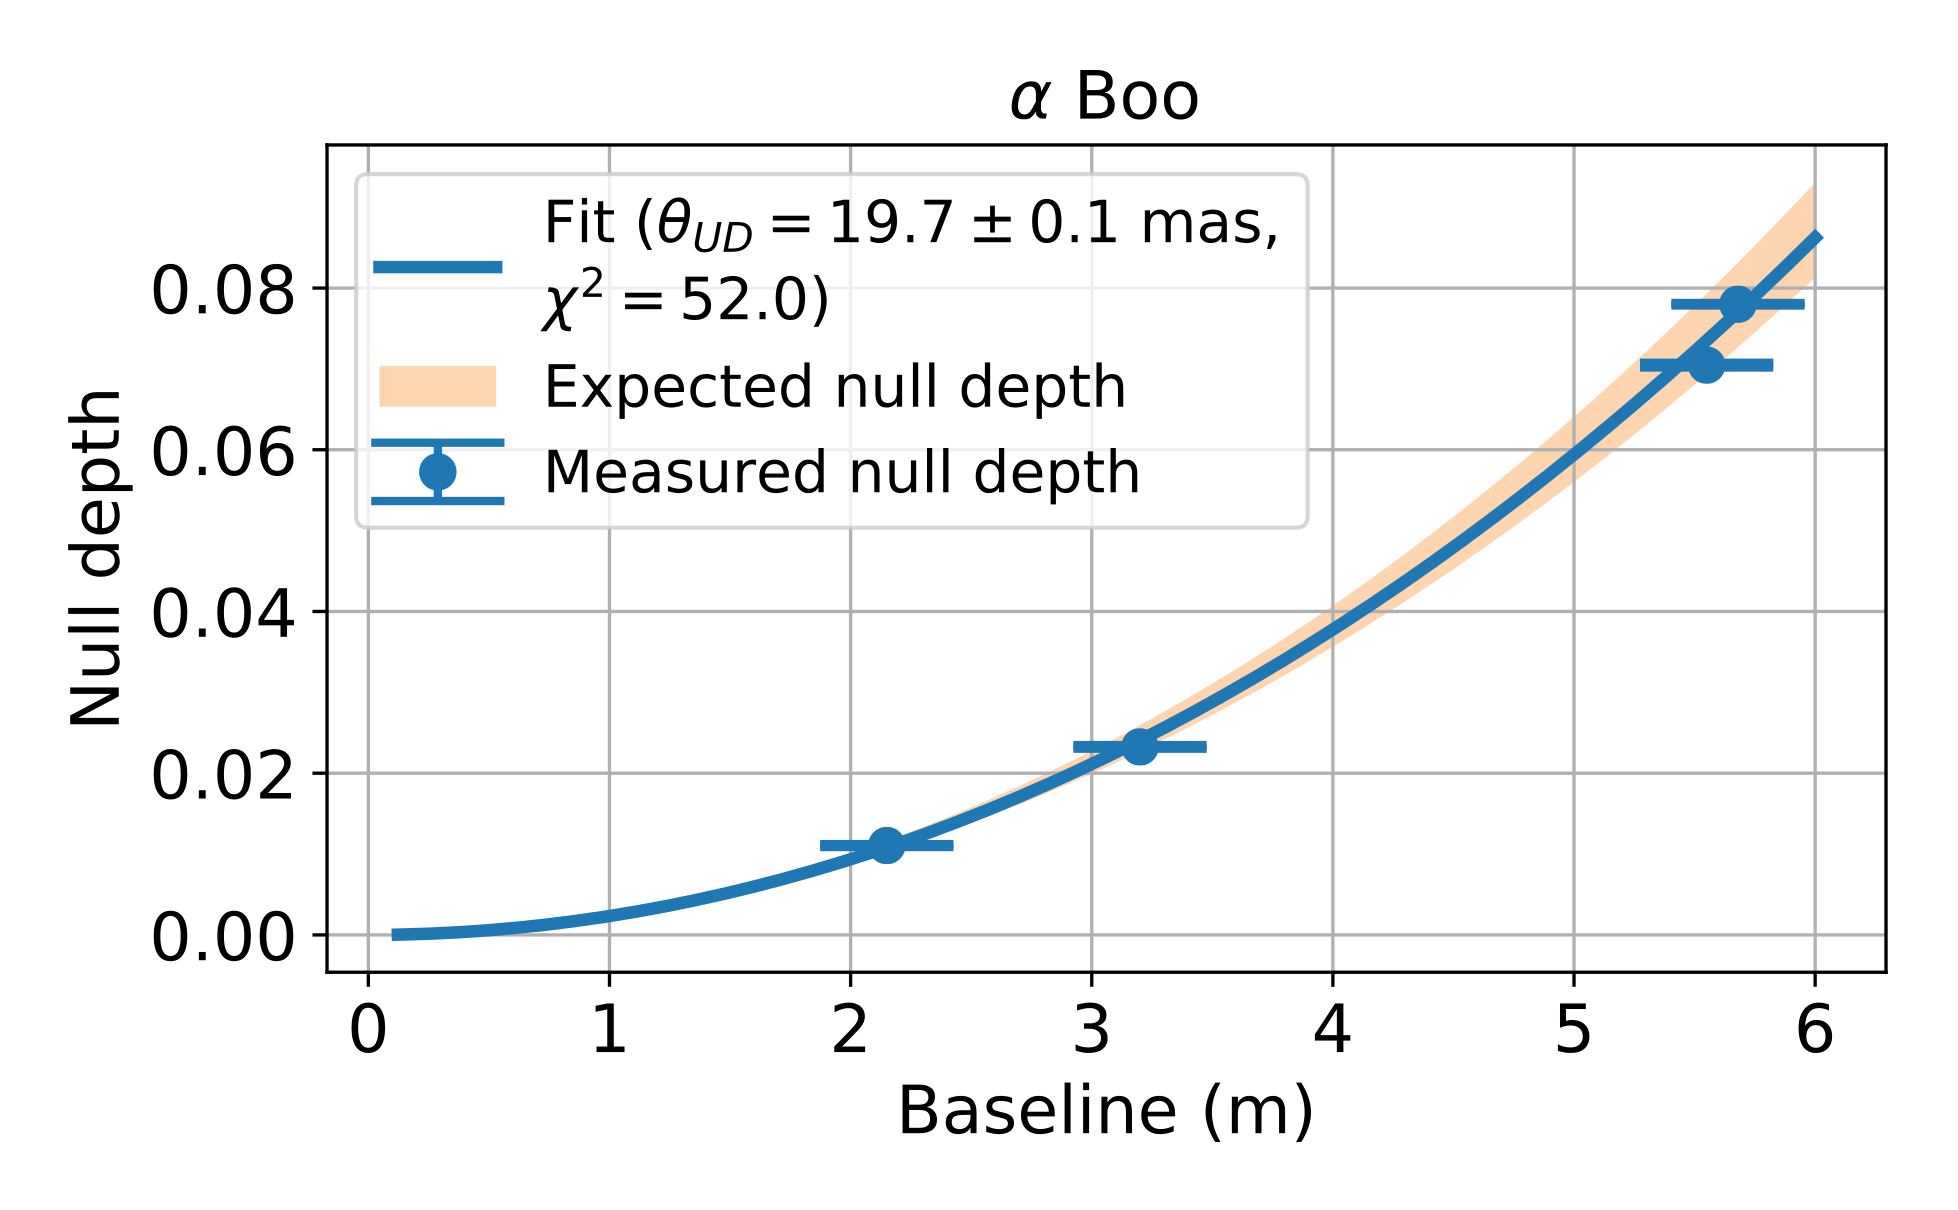 α Boo
Fit (θ_UD = 19.7 ± 0.1 mas,
χ² = 52.0)
Expected null depth
Measured null depth
Null depth
0.08
0.06
0.04
0.02
0.00
0 1 2 3 4 5 6
Baseline (m)